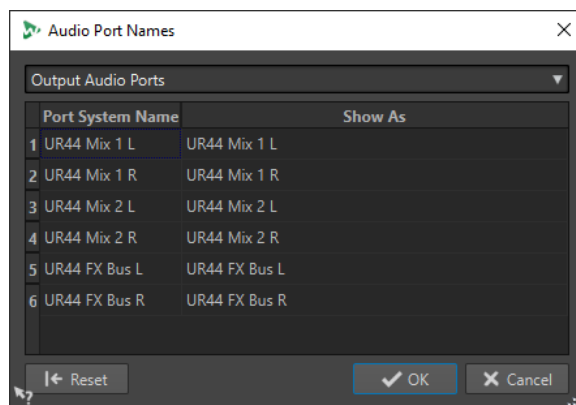 Audio Port Names
Output Audio Ports
Port System Name Show As
1 UR44 Mix 1 L UR44 Mix 1 L
2 UR44 Mix 1 R UR44 Mix 1 R
3 UR44 Mix 2 L UR44 Mix 2 L
4 UR44 Mix 2 R UR44 Mix 2 R
5 UR44 FX Bus L UR44 FX Bus L
6 UR44 FX Bus R UR44 FX Bus R
Reset OK Cancel
?